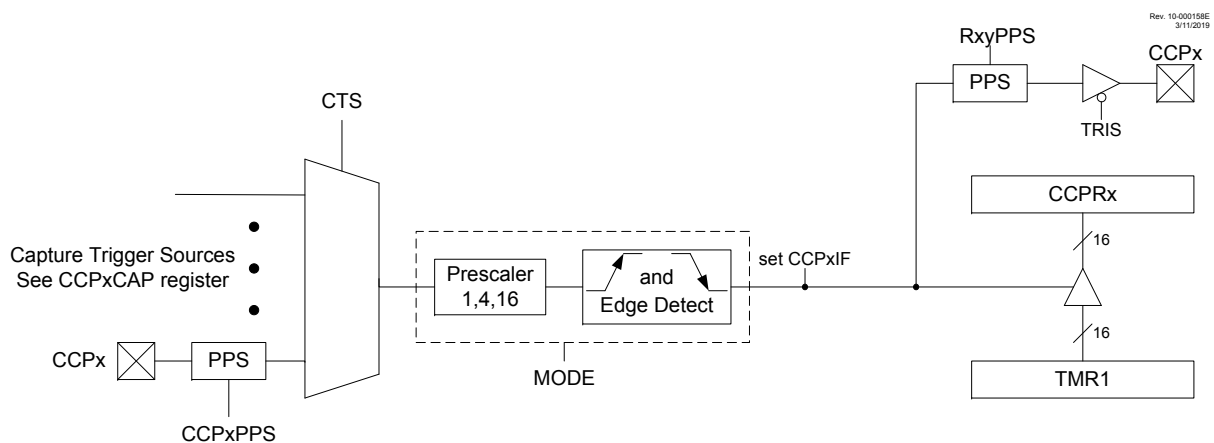 Rev. 10-000158E
3/11/2019
RxyPPS
CCPx
PPS
TRIS
CTS
CCPRx
16
Capture Trigger Sources
See CCPxCAP register
Prescaler
1,4,16
and
Edge Detect
set CCPxIF
16
CCPx
PPS
MODE
TMR1
CCPxPPS